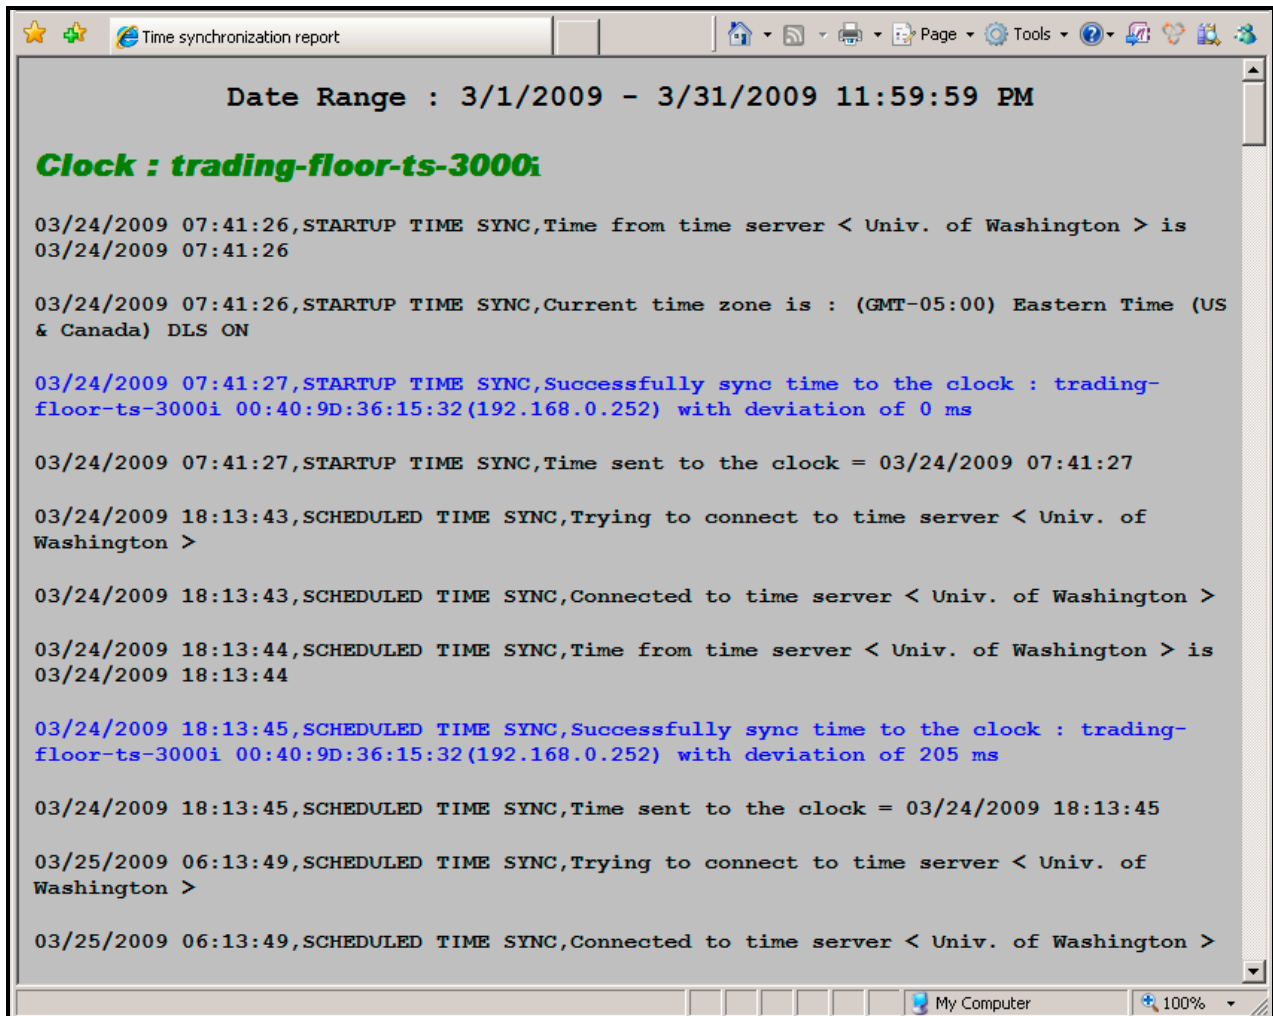 Time synchronization report
Page
Tools
Date Range : 3/1/2009 - 3/31/2009 11:59:59 PM
Clock : trading-floor-ts-3000i
03/24/2009 07:41:26,STARTUP TIME SYNC,Time from time server < Univ. of Washington > is
03/24/2009 07:41:26
03/24/2009 07:41:26,STARTUP TIME SYNC,Current time zone is : (GMT-05:00) Eastern Time (US
& Canada) DLS ON
03/24/2009 07:41:27,STARTUP TIME SYNC,Successfully sync time to the clock : trading-
floor-ts-3000i 00:40:9D:36:15:32(192.168.0.252) with deviation of 0 ms
03/24/2009 07:41:27,STARTUP TIME SYNC,Time sent to the clock = 03/24/2009 07:41:27
03/24/2009 18:13:43,SCHEDULED TIME SYNC,Trying to connect to time server < Univ. of
Washington >
03/24/2009 18:13:43,SCHEDULED TIME SYNC,Connected to time server < Univ. of Washington >
03/24/2009 18:13:44,SCHEDULED TIME SYNC,Time from time server < Univ. of Washington > is
03/24/2009 18:13:44
03/24/2009 18:13:45,SCHEDULED TIME SYNC,Successfully sync time to the clock : trading-
floor-ts-3000i 00:40:9D:36:15:32(192.168.0.252) with deviation of 205 ms
03/24/2009 18:13:45,SCHEDULED TIME SYNC,Time sent to the clock = 03/24/2009 18:13:45
03/25/2009 06:13:49,SCHEDULED TIME SYNC,Trying to connect to time server < Univ. of
Washington >
03/25/2009 06:13:49,SCHEDULED TIME SYNC,Connected to time server < Univ. of Washington >
My Computer
100%